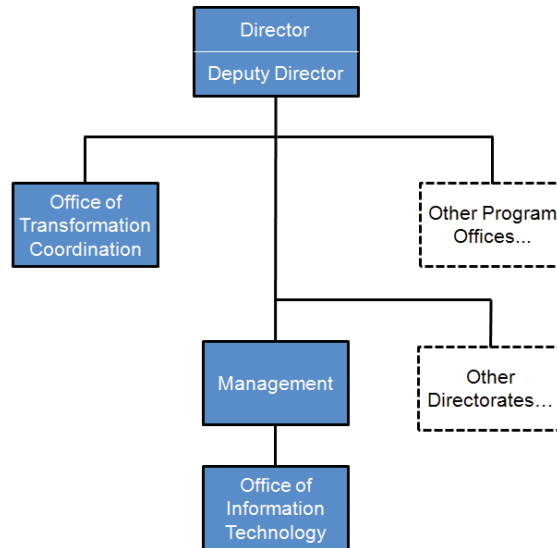 Director
Deputy Director
Office of
Transformation
Coordination
Other Program
Offices...
Management
Other
Directorates…
Office of
Information
Technology